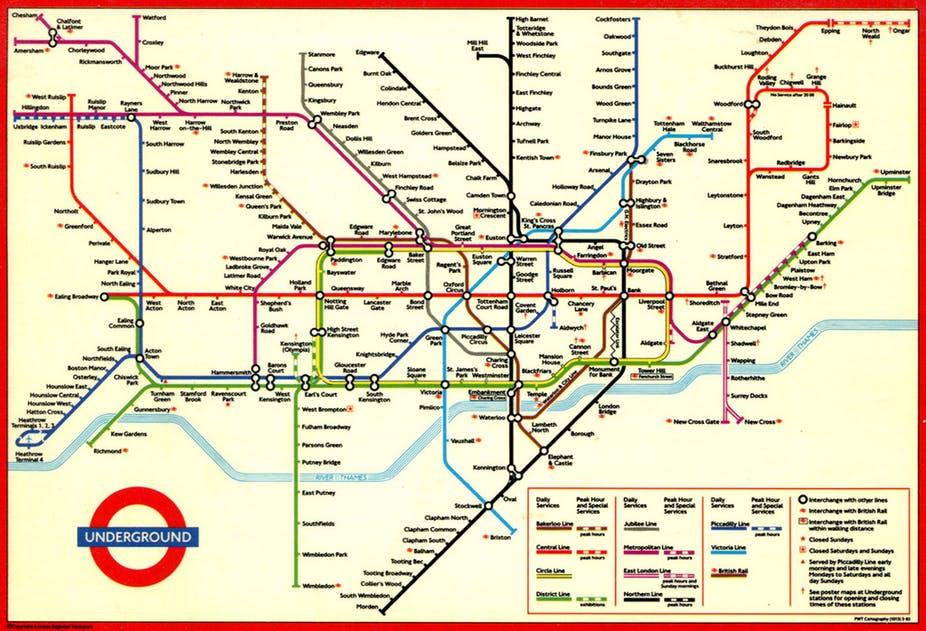 Chesham
Chalfont
& Latimer
Watford
Amersham
Chorleywood
Rickmansworth
Croxley
Moor Park
Northwood
Northwood Hills
Pinner
North Harrow
Harrow-
on-the-Hill
Northwick
Park
Preston
Road
West Ruislip
Hillingdon
Ruislip
Manor
Rayners
Lane
Uxbridge
Ickenham
Ruislip
Eastcote
West
Harrow
Ruislip Gardens
South Ruislip
Northolt
Greenford
Perivale
Hanger Lane
Park Royal
North Ealing
South Harrow
Sudbury Hill
Sudbury Town
Alperton
Harrow &
Wealdstone
Kenton
South Kenton
North Wembley
Wembley Central
Stonebridge Park
Harlesden
Willesden Junction
Kensal Green
Queen's Park
Kilburn Park
Maida Vale
Warwick Avenue
Royal Oak
Westbourne Park
Ladbroke Grove
Latimer Road
Stanmore
Canons Park
Queensbury
Kingsbury
Wembley Park
Neasden
Dollis Hill
Willesden Green
Kilburn
West Hampstead
Finchley Road
Swiss Cottage
St. John's Wood
Edgware
Burnt Oak
Colindale
Hendon Central
Brent Cross
Golders Green
Hampstead
Belsize Park
Chalk Farm
Camden Town
Mornington
Crescent
Euston
High Barnet
Totteridge
& Whetstone
Woodside Park
Mill Hill
East
West Finchley
Finchley Central
East Finchley
Highgate
Archway
Tufnell Park
Kentish Town
Cockfosters
Oakwood
Southgate
Arnos Grove
Bounds Green
Wood Green
Turnpike Lane
Manor House
Finsbury Park
Arsenal
Holloway Road
Caledonian Road
King's Cross
St. Pancras
Tottenham
Hale
Walthamstow
Central
Blackhorse
Road
Seven
Sisters
Drayton Park
Highbury &
Islington
Essex Road
Old Street
Angel
Farringdon
Barbican
Moorgate
Theydon Bois
Debden
Loughton
Buckhurst Hill
Epping
North
Weald
Ongar
Roding
Valley
Chigwell
Grange
Hill
No Service after 20 00
Woodford
Hainault
Fairlop
Barkingside
Newbury Park
South
Woodford
Snaresbrook
Redbridge
Wanstead
Gants
Hill
Leytonstone
Leyton
Stratford
Upminster
Upminster
Bridge
Hornchurch
Elm Park
Dagenham East
Dagenham Heathway
Becontree
Upney
Barking
East Ham
Upton Park
Plaistow
West Ham
Bromley-by-Bow
Bow Road
Mile End
Stepney Green
Whitechapel
Bethnal
Green
Shoreditch
Aldgate
East
Aldgate
Liverpool
Street
Bank
St. Paul's
Chancery
Lane
Holborn
Russell
Square
Tottenham
Court Road
Oxford
Circus
Bond
Street
Marble
Arch
Lancaster
Gate
Queensway
Notting
Hill Gate
Holland
Park
Shepherd's
Bush
White City
East
Acton
North
Acton
West
Acton
Ealing Broadway
Paddington
Edgware
Road
Edgware
Road
Marylebone
Baker
Street
Great
Portland
Street
Regent's
Park
Euston
Square
Warren
Street
Goodge
Street
Bayswater
High Street
Kensington
Kensington
(Olympia)
Goldhawk
Road
Hammersmith
Barons
Court
West
Kensington
Earl's Court
Gloucester
Road
South
Kensington
Knightsbridge
Hyde Park
Corner
Green
Park
Piccadilly
Circus
Leicester
Square
Covent
Garden
Aldwych
Charing
Cross
Sloane
Square
Victoria
St. James's
Park
Westminster
Embankment
Charing Cross
Temple
Blackfriars
Mansion
House
Cannon
Street
Waterloo & City Line
Escalator Link
Monument
for Bank
Tower Hill
Fenchurch Street
Ealing
Common
South Ealing
Northfields
Boston Manor
Osterley
Hounslow East
Hounslow Central
Hounslow West
Hatton Cross
Heathrow
Terminals 1, 2, 3
Heathrow
Terminal 4
Acton
Town
Chiswick
Park
Turnham
Green
Stamford
Brook
Ravenscourt
Park
Gunnersbury
Kew Gardens
Richmond
West Brompton
Fulham Broadway
Parsons Green
Putney Bridge
East Putney
Southfields
Wimbledon Park
Wimbledon
Pimlico
Vauxhall
Stockwell
Brixton
Waterloo
Lambeth
North
London
Bridge
Borough
Elephant
& Castle
Kennington
Oval
Clapham North
Clapham Common
Clapham South
Balham
Tooting Bec
Tooting Broadway
Collier's Wood
South Wimbledon
Morden
Shadwell
Wapping
Rotherhithe
Surrey Docks
New Cross Gate
New Cross
RIVER THAMES
RIVER THAMES
UNDERGROUND
Daily
Services
Peak Hour
and Special
Services
Bakerloo Line
peak hours
Central Line
peak hours
Circle Line
District Line
exhibitions
Daily
Services
Peak Hour
and Special
Services
Jubilee Line
Metropolitan Line
peak hours
East London Line
peak hours and
Sunday mornings
Northern Line
peak hours
Daily
Services
Peak Hour
and Special
Services
Piccadilly Line
peak hours
Victoria Line
British Rail
Interchange with other lines
Interchange with British Rail
Interchange with British Rail
within walking distance
Closed Sundays
Closed Saturdays and Sundays
Served by Piccadilly Line early
mornings and late evenings
Mondays to Saturdays and all
day Sundays
See poster maps at Underground
stations for opening and closing
times of these stations
©Copyright London Regional Transport